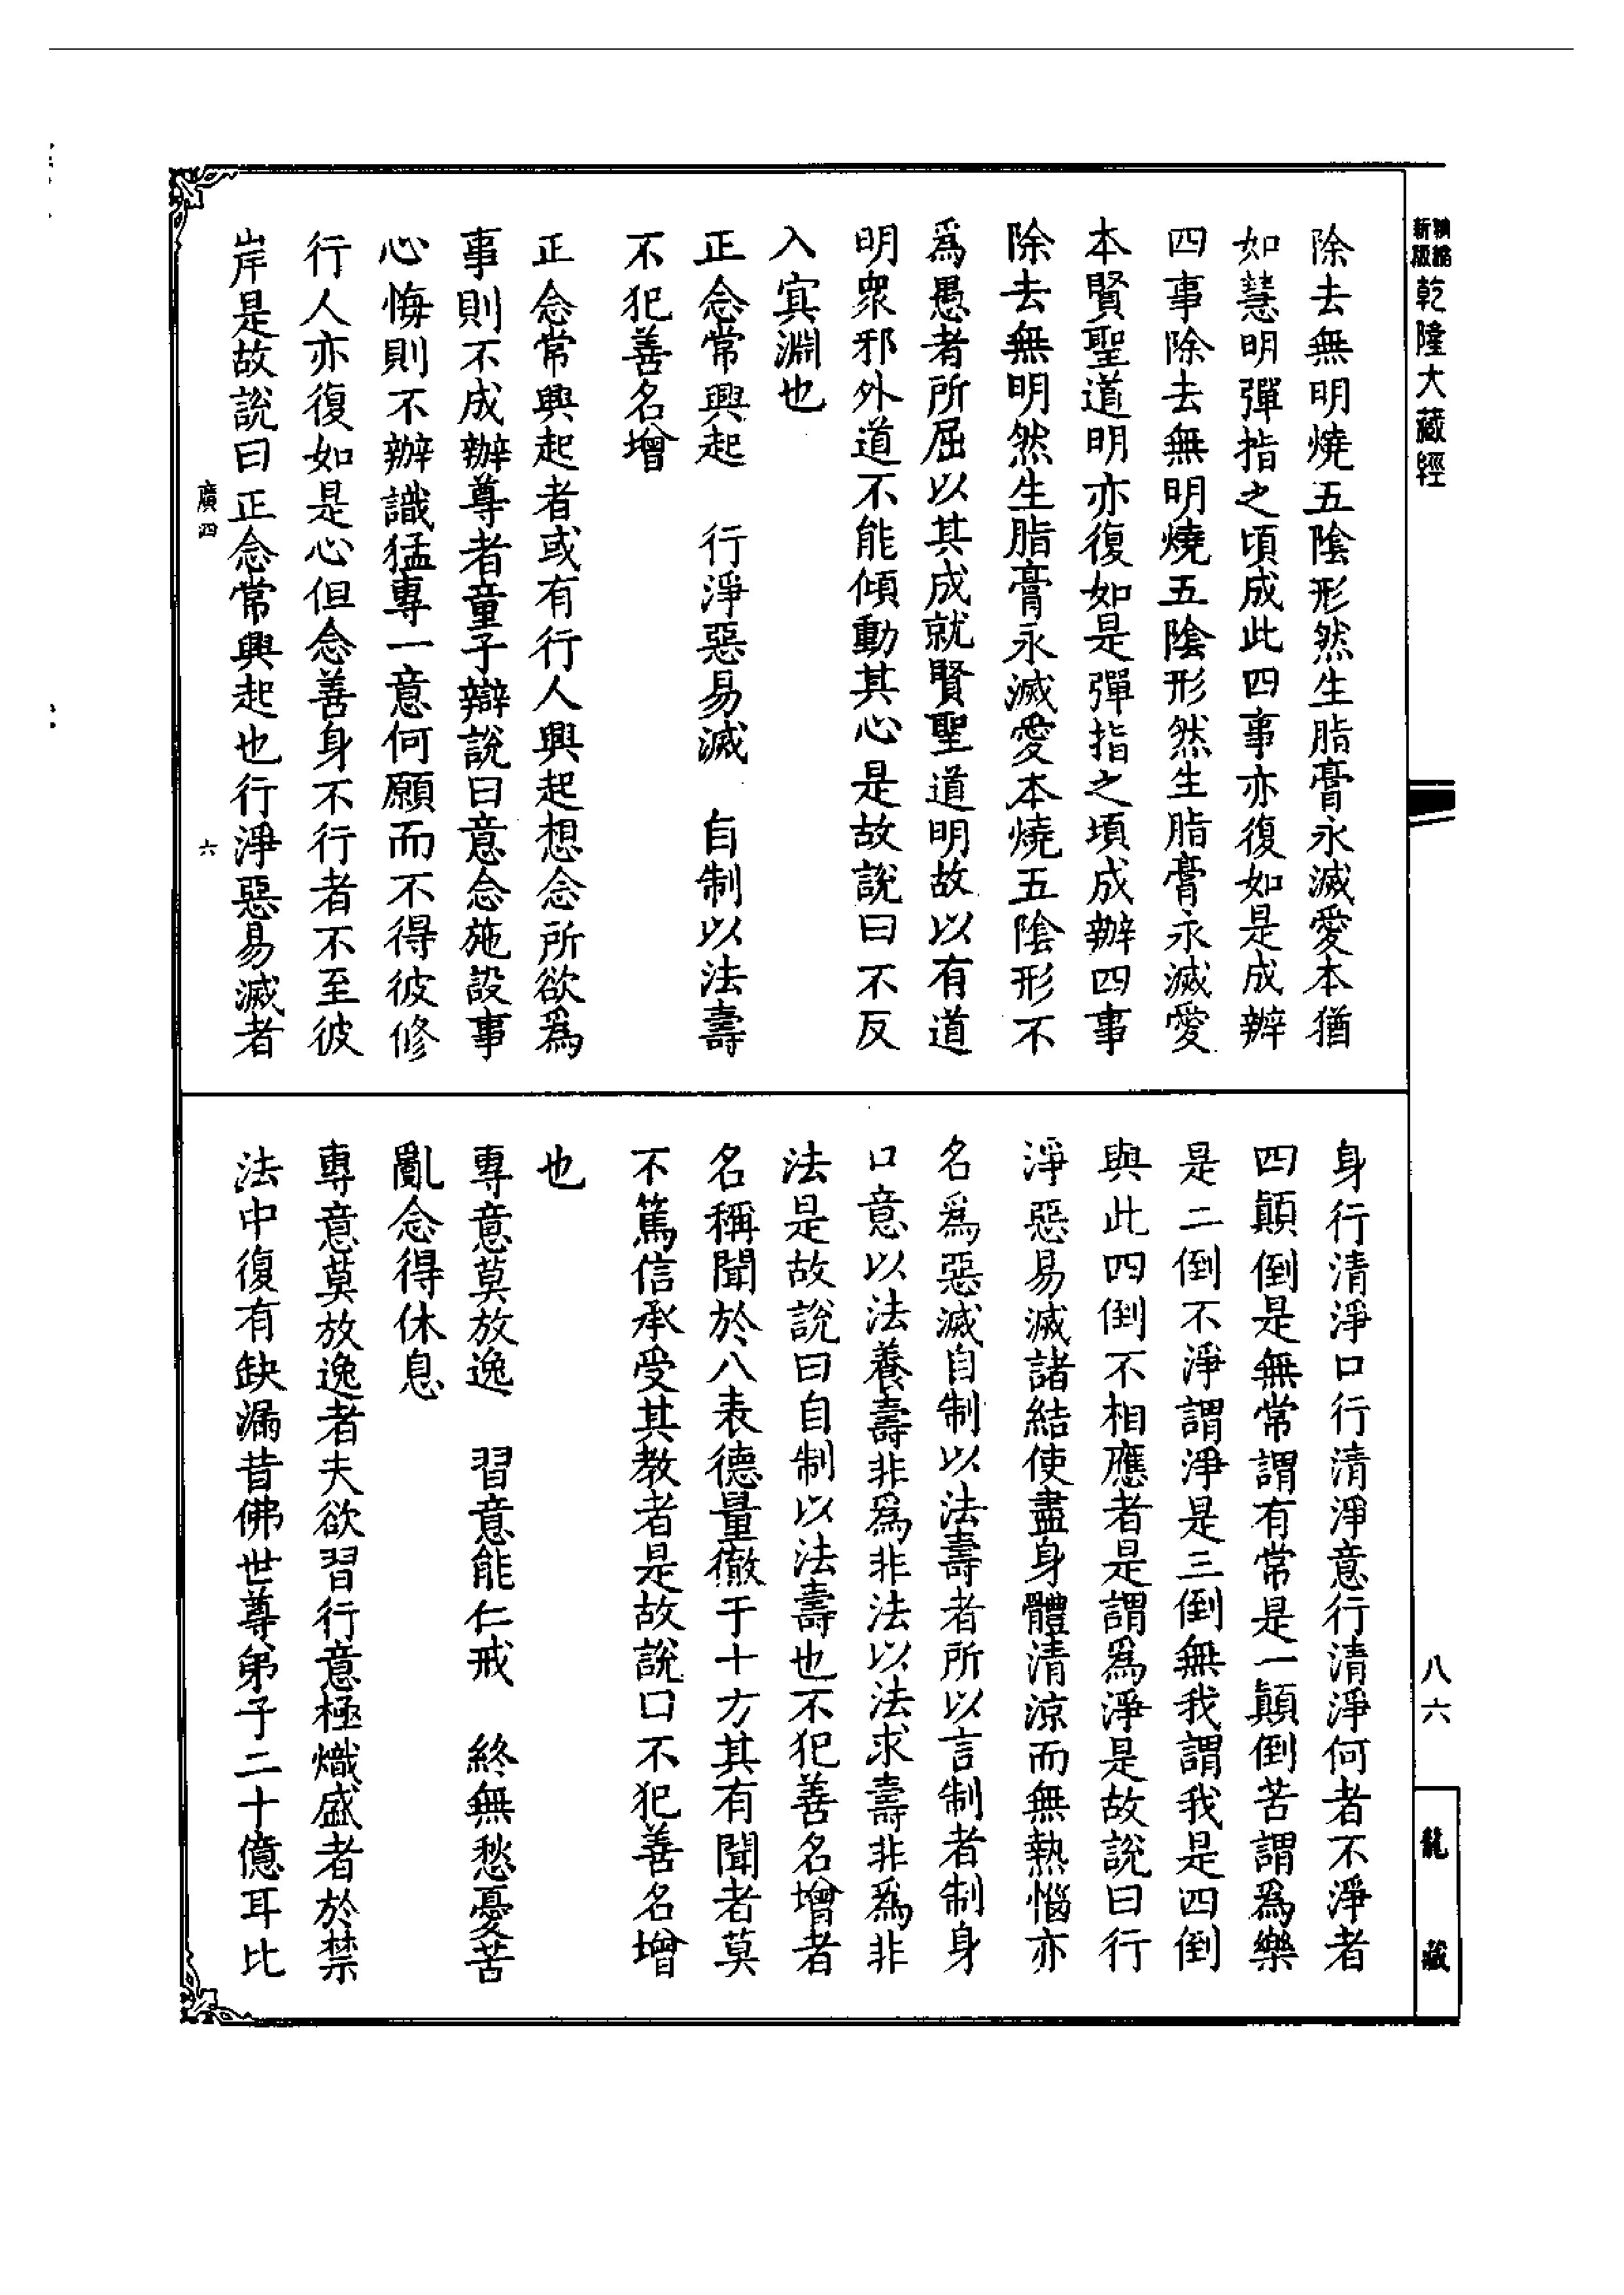 新版
精縮
乾隆大藏經
除去無明燒五陰形然生脂膏永滅愛本猶
如慧明彈指之頃成此四事亦復如是成辦
四事除去無明燒五陰形然生脂膏永滅愛
本賢聖道明亦復如是彈指之頃成辦四事
除去無明然生脂膏永滅愛本燒五陰形不
為愚者所屈以其成就賢聖道明故以有道
明眾邪外道不能傾動其心是故說曰不反
入冥淵也
正念常興起　行淨惡易滅　自制以法壽
不犯善名增
正念常興起者或有行人興起想念所欲為
事則不成辦尊者童子辯說曰意念施設事
心悔則不辦識猛專一意何願而不得彼修
行人亦復如是心但念善身不行者不至彼
岸是故說曰正念常興起也行淨惡易滅者
廣四
六
身行清淨口行清淨意行清淨何者不淨者
四顛倒是無常謂有常是一顛倒苦謂為樂
是二倒不淨謂淨是三倒無我謂我是四倒
與此四倒不相應者是謂為淨是故說曰行
淨惡易滅諸結使盡身體清涼而無熱惱亦
名為惡滅自制以法壽者所以言制者制身
口意以法養壽非為非法以法求壽非為非
法是故說曰自制以法壽也不犯善名增者
名稱聞於八表德量徹于十方其有聞者莫
不篤信承受其教者是故說曰不犯善名增
也
專意莫放逸　習意能仁戒　終無愁憂苦
亂念得休息
專意莫放逸者夫欲習行意極熾盛者於禁
法中復有缺漏昔佛世尊弟子二十億耳比
八六
龍藏